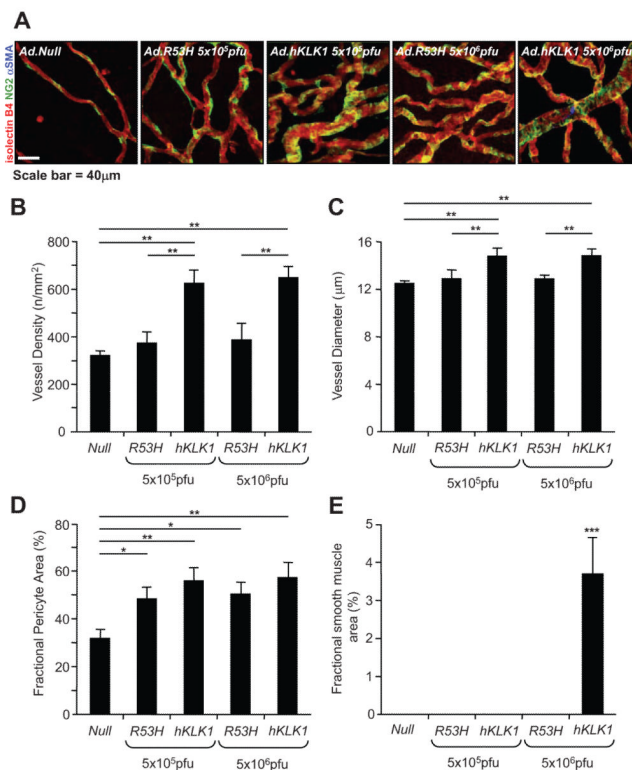 A
Ad.Null
Ad.R53H 5x10⁵pfu
Ad.hKLK1 5x10⁵pfu
Ad.R53H 5x10⁶pfu
Ad.hKLK1 5x10⁶pfu
isolectin B4 NG2 αSMA
Scale bar = 40μm
B
**
**
**
**
Vessel Density (n/mm²)
800
600
400
200
0
Null
R53H
hKLK1
R53H
hKLK1
5x10⁵pfu
5x10⁶pfu
C
**
**
**
**
Vessel Diameter (μm)
16
12
8
4
0
Null
R53H
hKLK1
R53H
hKLK1
5x10⁵pfu
5x10⁶pfu
D
**
*
**
*
Fractional Pericyte Area (%)
80
60
40
20
0
Null
R53H
hKLK1
R53H
hKLK1
5x10⁵pfu
5x10⁶pfu
E
***
Fractional smooth muscle
area (%)
5
4
3
2
1
0
Null
R53H
hKLK1
R53H
hKLK1
5x10⁵pfu
5x10⁶pfu